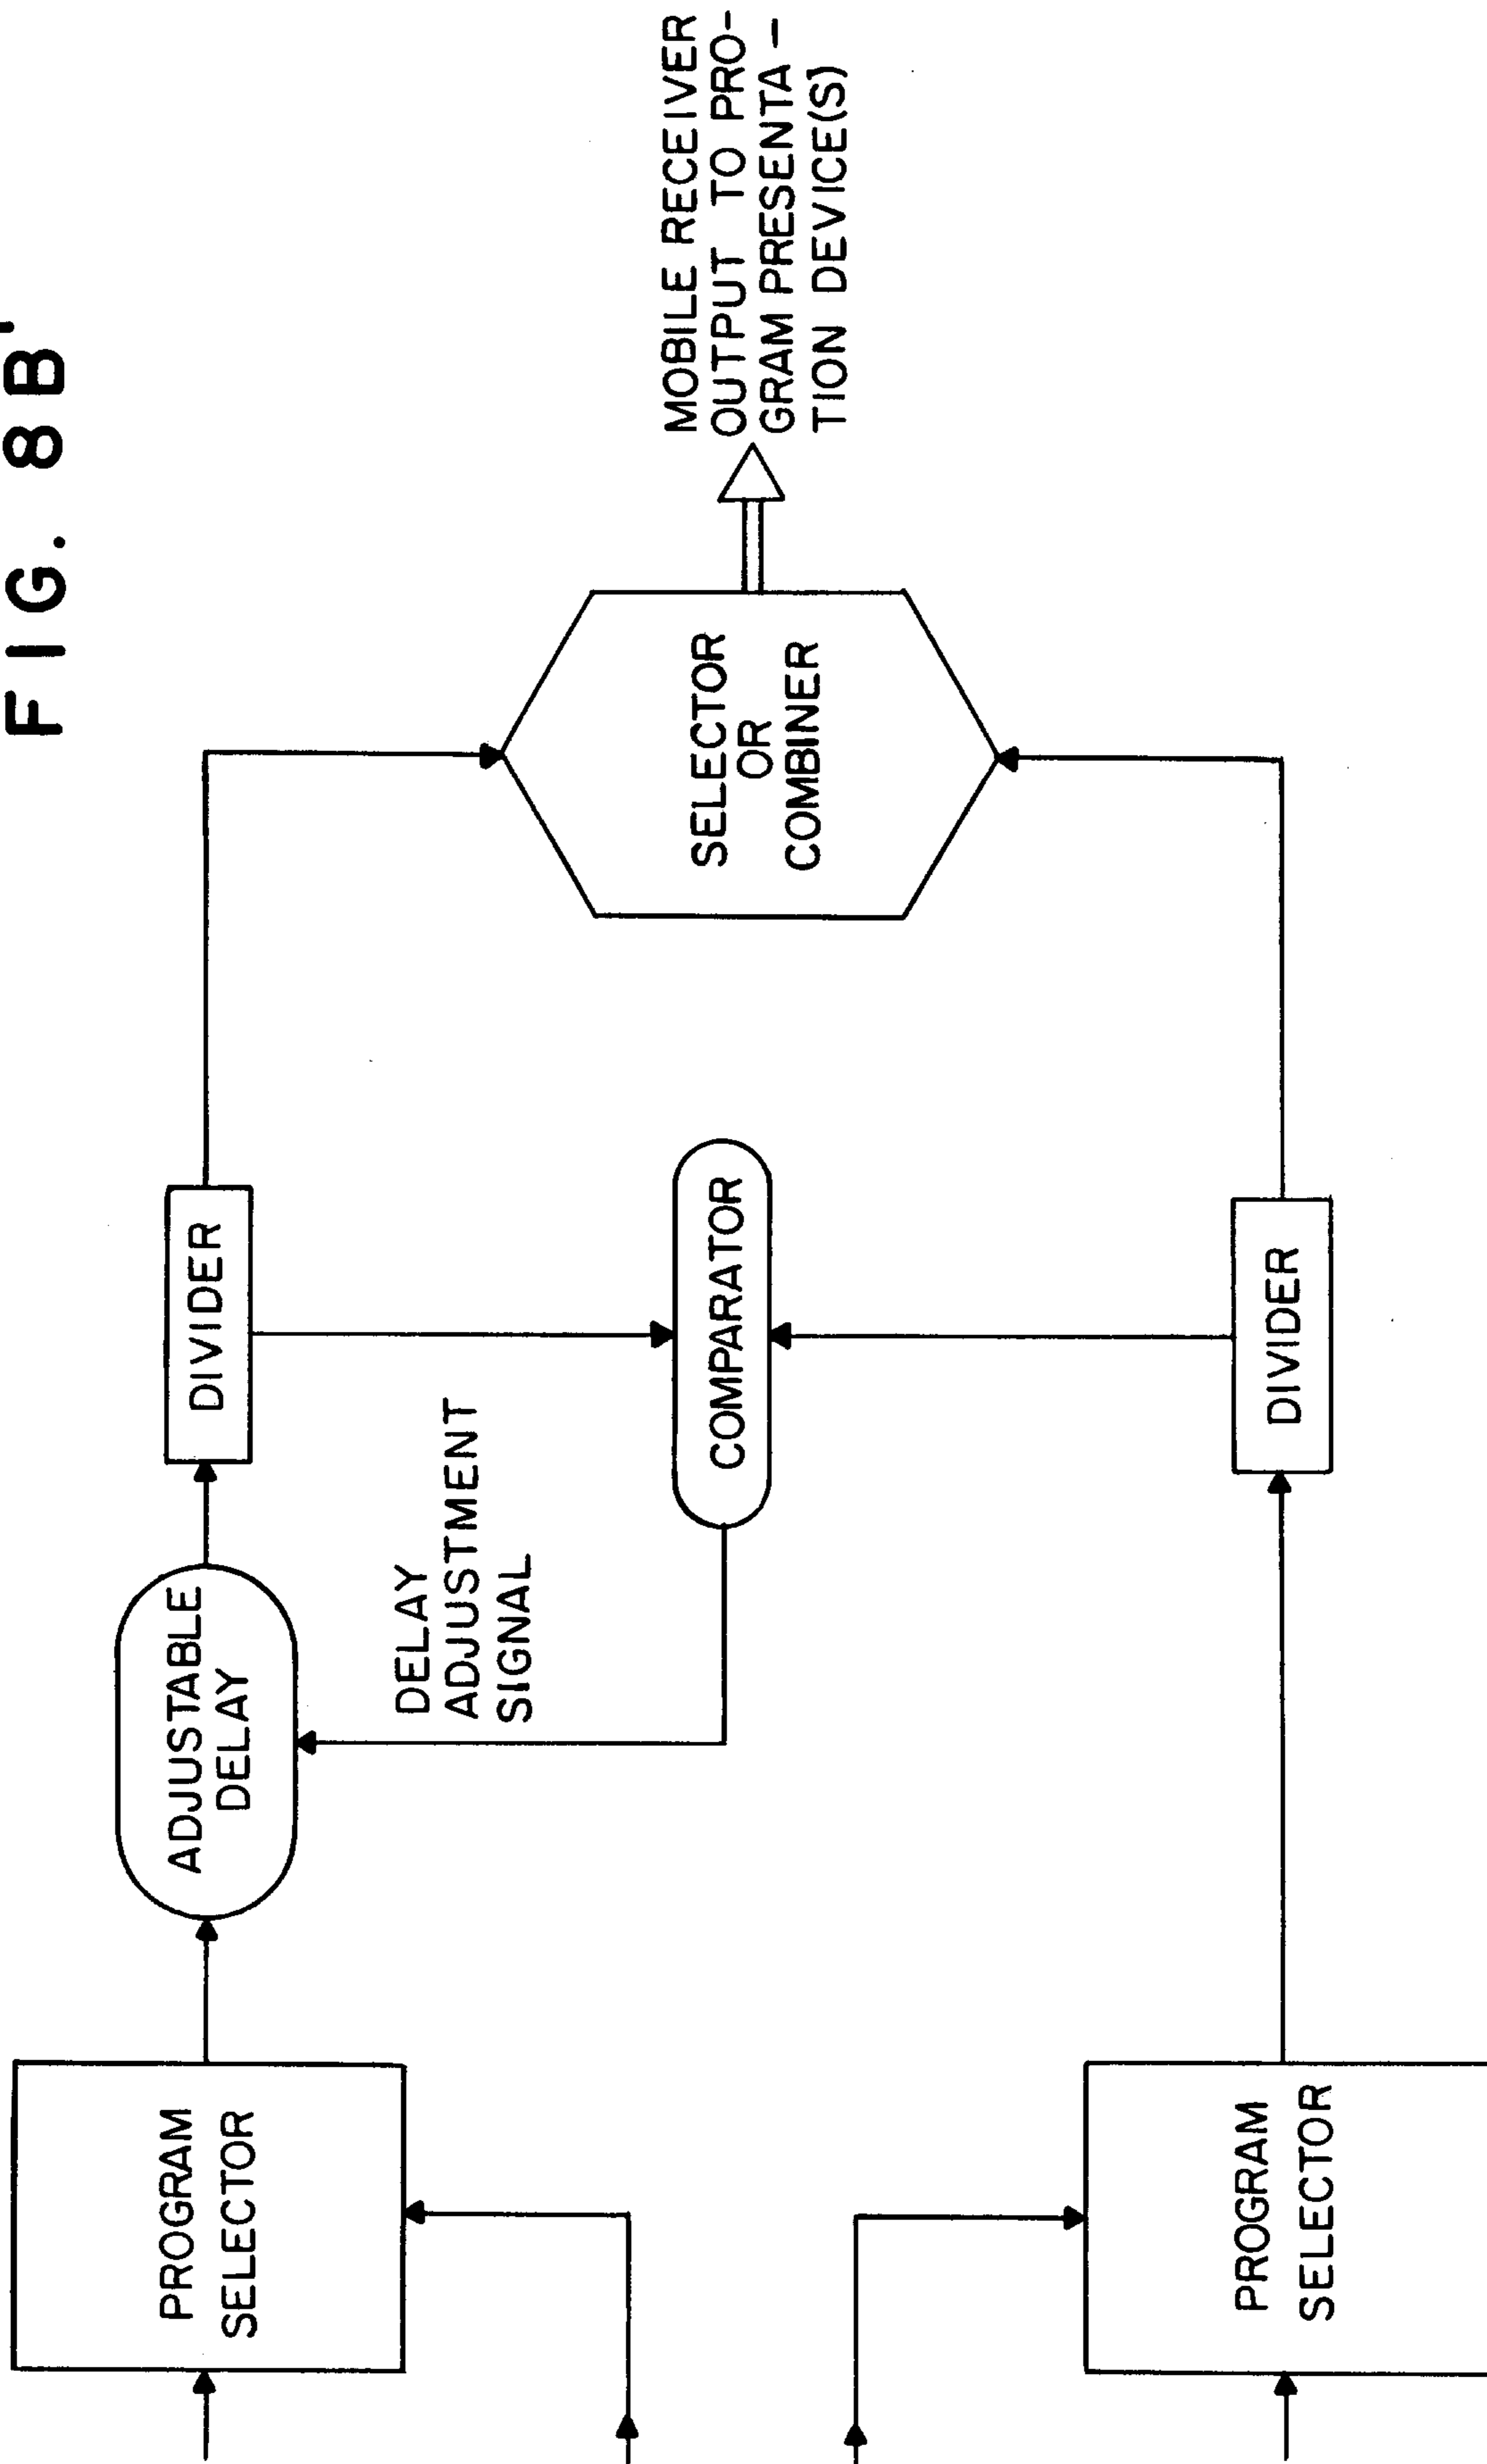 FIG. 8B'
PROGRAM
SELECTOR
ADJUSTABLE
DELAY
DIVIDER
DELAY
ADJUSTMENT
SIGNAL
COMPARATOR
SELECTOR
OR
COMBINER
MOBILE RECEIVER
OUTPUT TO PRO-
GRAM PRESENTA-
TION DEVICE(S)
PROGRAM
SELECTOR
DIVIDER